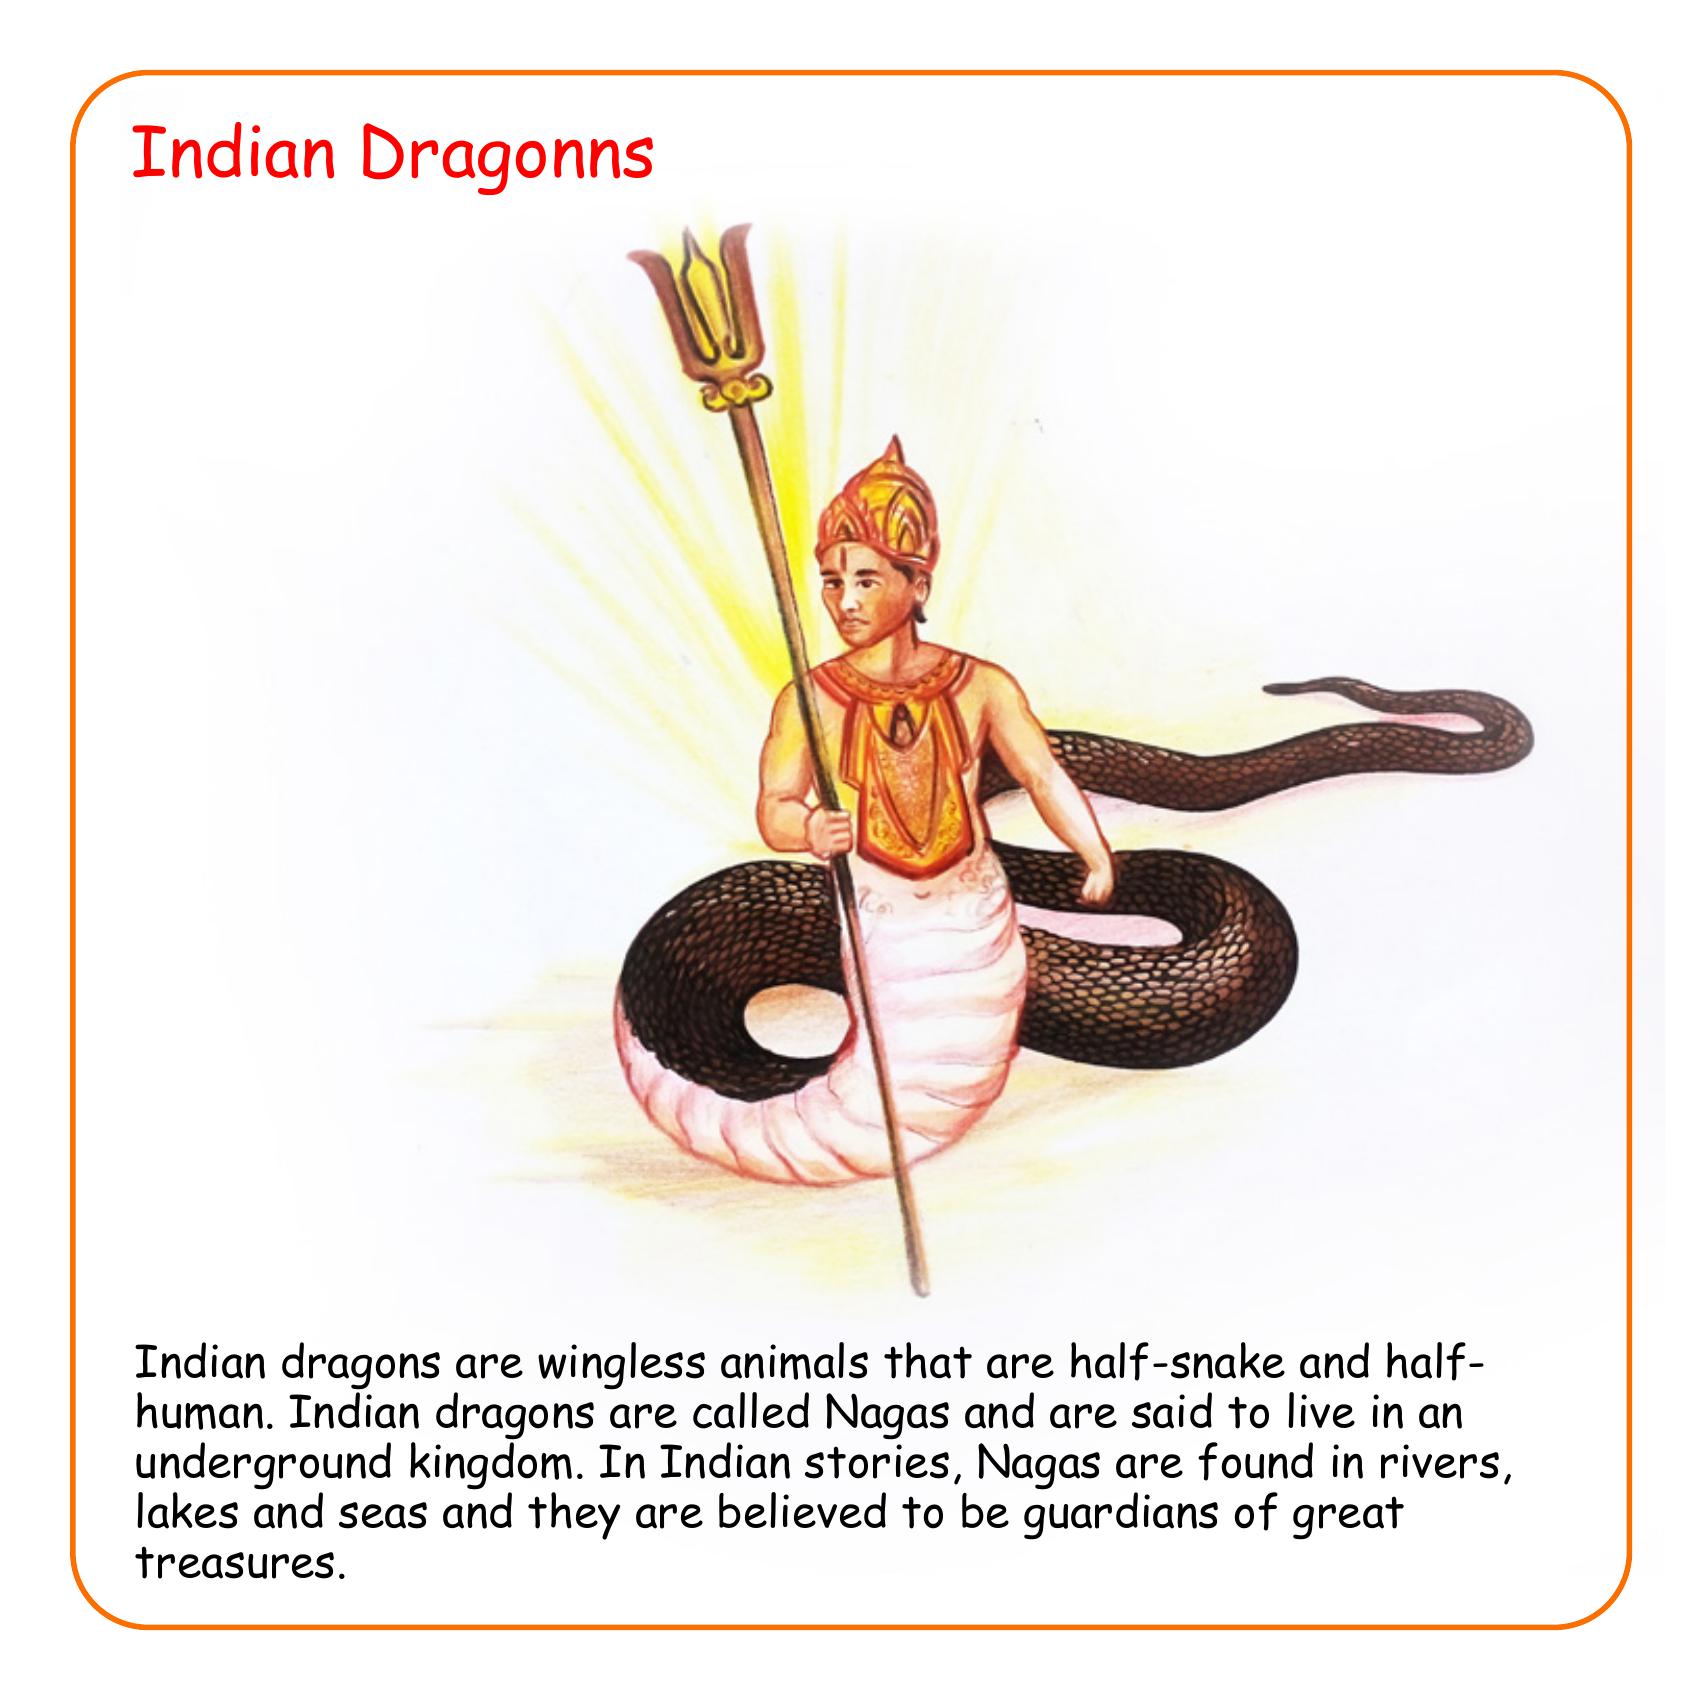 Indian Dragonns
Indian dragons are wingless animals that are half-snake and half-
human. Indian dragons are called Nagas and are said to live in an
underground kingdom. In Indian stories, Nagas are found in rivers,
lakes and seas and they are believed to be guardians of great
treasures.